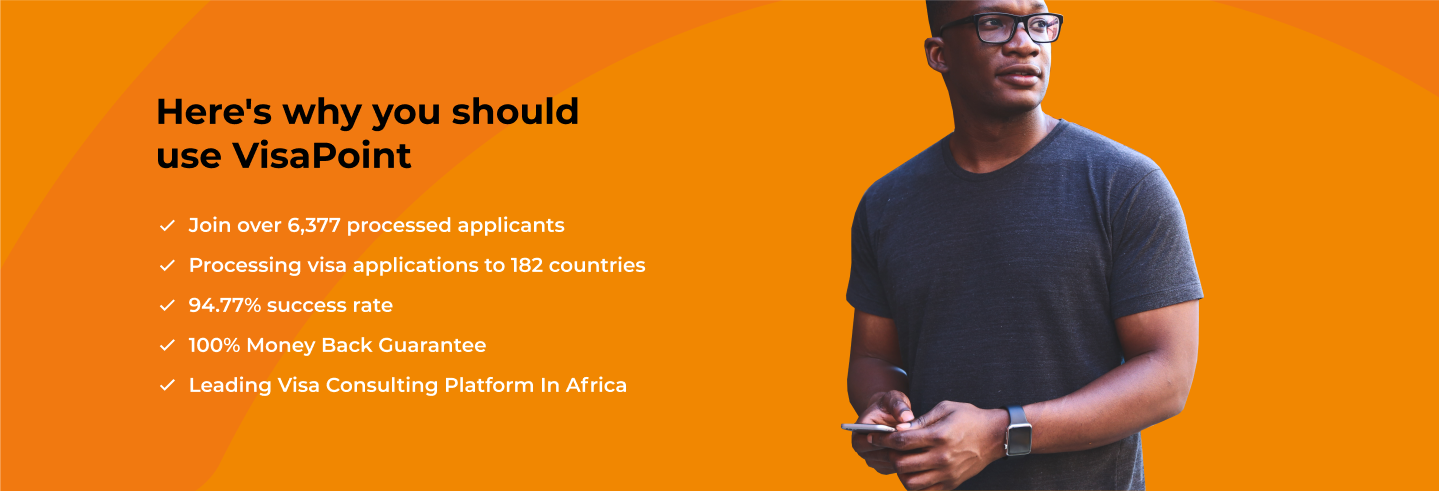 Here's why you should
use VisaPoint
Join over 6,377 processed applicants
Processing visa applications to 182 countries
94.77% success rate
100% Money Back Guarantee
Leading Visa Consulting Platform In Africa